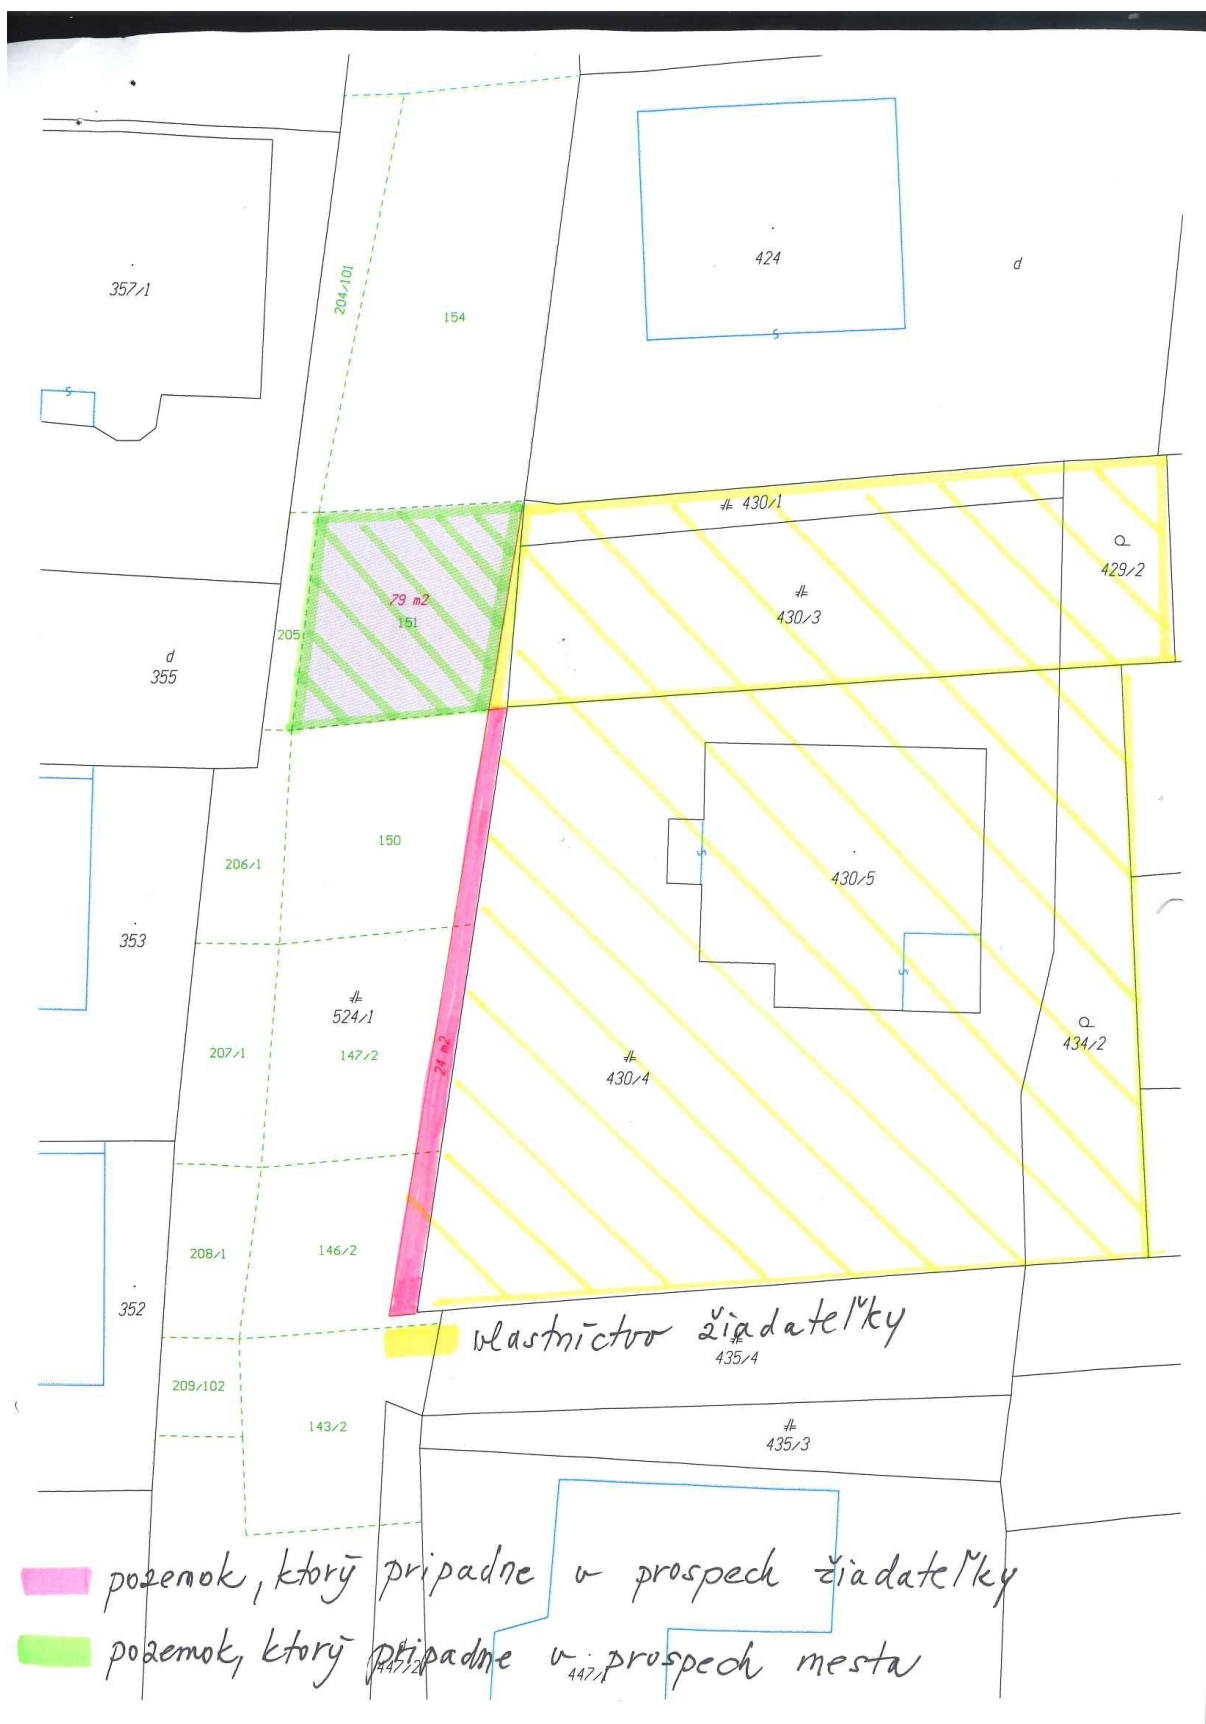 204/101
154
357/1
424
d
S
S
430/1
429/2
430/3
79 m2
151
205
d
355
150
206/1
S
430/5
353
524/1
207/1
147/2
24 m2
S
430/4
434/2
208/1
146/2
352
vlastníctvo žiadateľky
435/4
209/102
143/2
435/3
pozemok, ktorý pripadne v prospech žiadateľky
pozemok, ktorý pripadne v prospech mesta
447/2